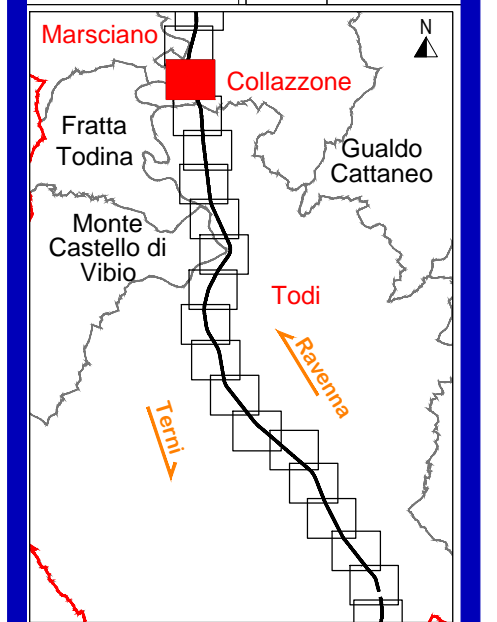 N
Marsciano
Collazzone
Fratta
Todina
Gualdo
Cattaneo
Monte
Castello di
Vibio
Todi
Ravenna
Terni